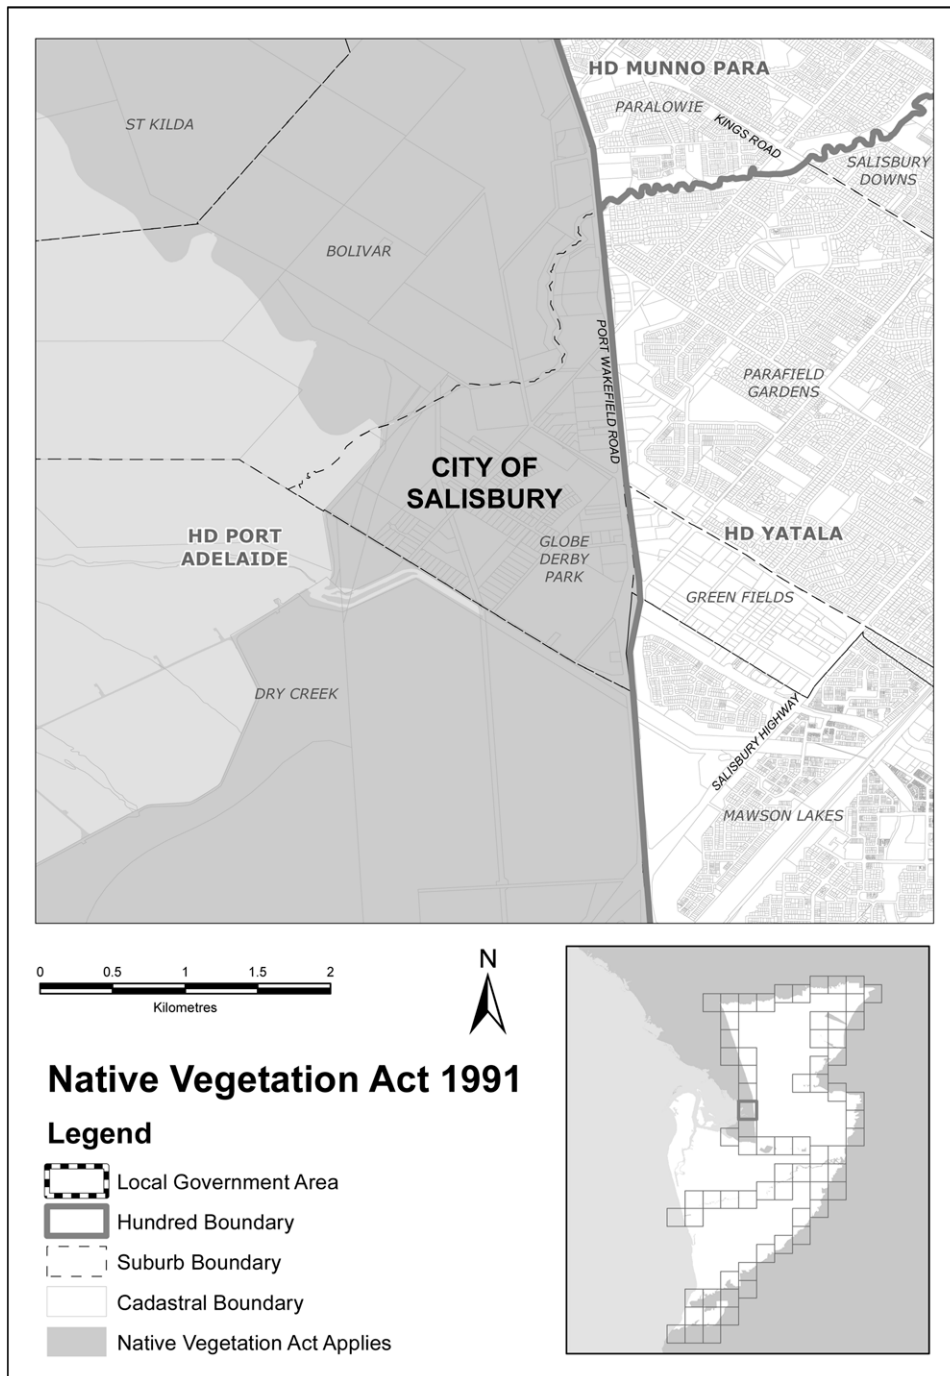 HD MUNNO PARA
PARALOWIE
KINGS ROAD
ST KILDA
SALISBURY
DOWNS
BOLIVAR
PORT WAKEFIELD ROAD
PARAFIELD
GARDENS
CITY OF
SALISBURY
HD PORT
ADELAIDE
GLOBE
DERBY
PARK
HD YATALA
GREEN FIELDS
DRY CREEK
SALISBURY HIGHWAY
MAWSON LAKES
0 0.5 1 1.5 2
Kilometres
N
Native Vegetation Act 1991
Legend
Local Government Area
Hundred Boundary
Suburb Boundary
Cadastral Boundary
Native Vegetation Act Applies